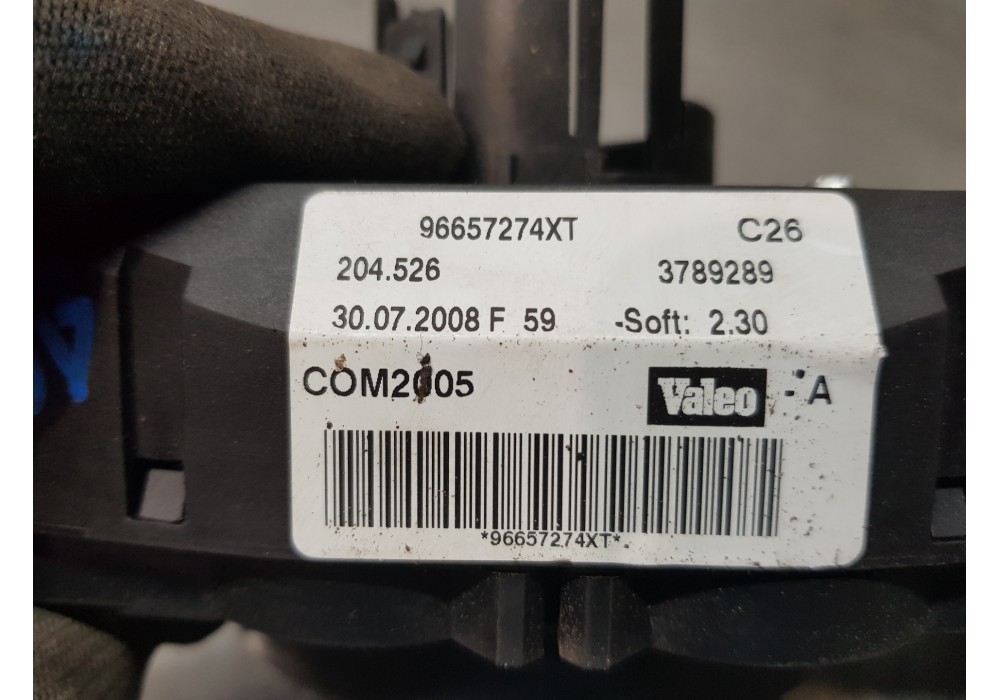 96657274XT C26
204.526 3789289
30.07.2008 F 59 -Soft: 2.30
COM2005 Valeo - A
*96657274XT*